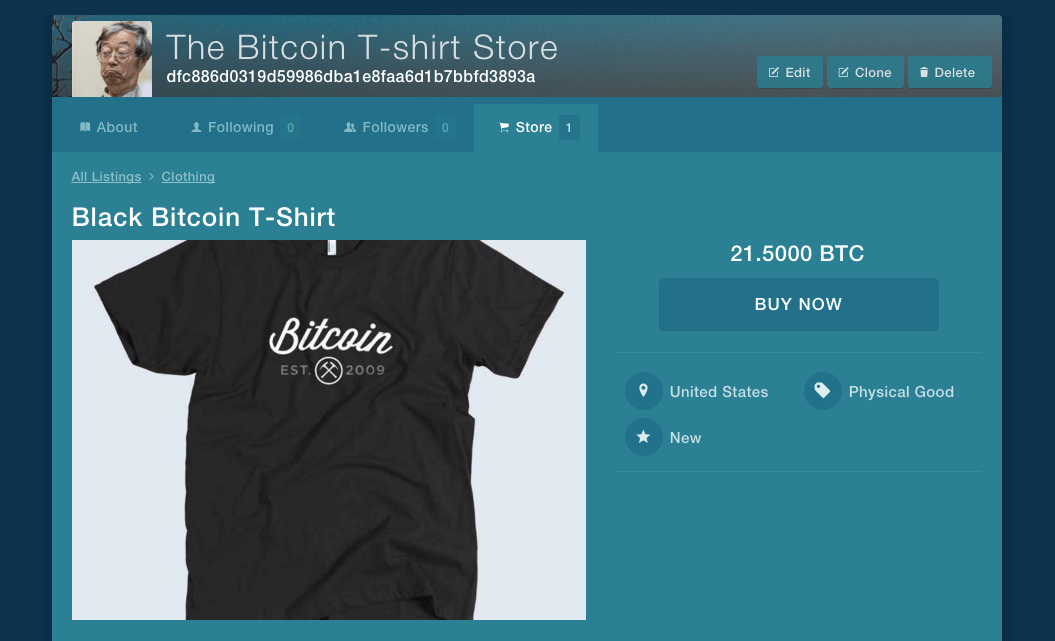 The Bitcoin T-shirt Store
dfc886d0319d59986dba1e8faa6d1b7bbfd3893a
Edit
Clone
Delete
About
Following 0
Followers 0
Store 1
All Listings > Clothing
Black Bitcoin T-Shirt
Bitcoin
EST. 2009
21.5000 BTC
BUY NOW
United States
Physical Good
New